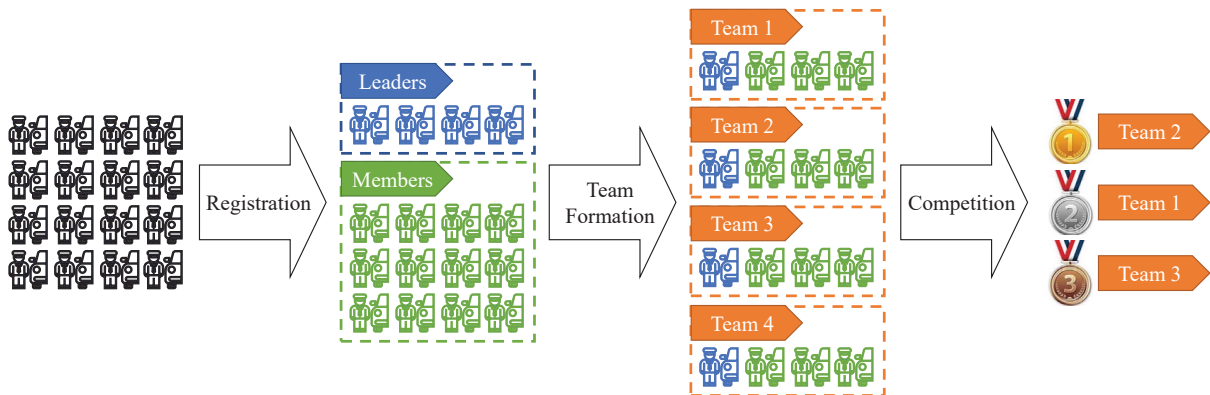 Registration
Leaders
Members
Team
Formation
Team 1
Team 2
Team 3
Team 4
Competition
1
Team 2
2
Team 1
3
Team 3